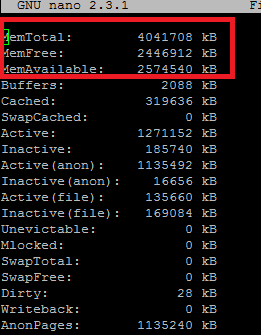 GNU nano 2.3.1 Fi
MemTotal: 4041708 kB
MemFree: 2446912 kB
MemAvailable: 2574540 kB
Buffers: 2088 kB
Cached: 319636 kB
SwapCached: 0 kB
Active: 1271152 kB
Inactive: 185740 kB
Active(anon): 1135492 kB
Inactive(anon): 16656 kB
Active(file): 135660 kB
Inactive(file): 169084 kB
Unevictable: 0 kB
Mlocked: 0 kB
SwapTotal: 0 kB
SwapFree: 0 kB
Dirty: 28 kB
Writeback: 0 kB
AnonPages: 1135240 kB